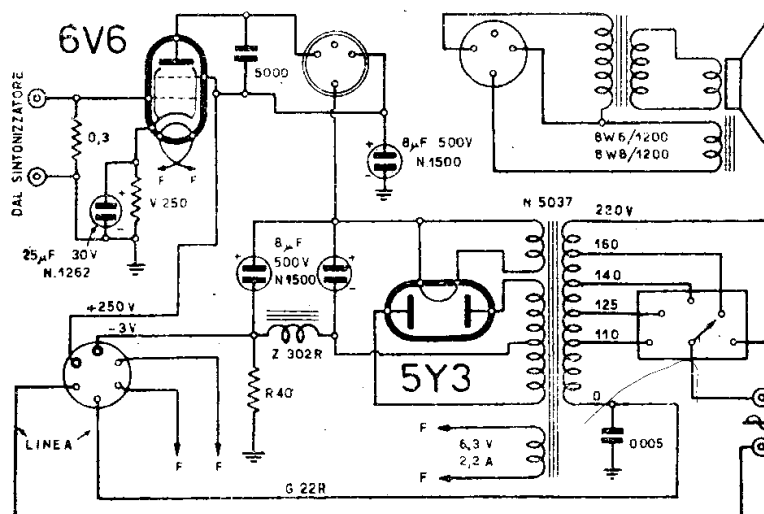 6V6
5000
DAL SINTONIZZATORE
0,3
F F
V 250
25µF 30V
N.1262
8µF 500V
N.1500
8W6/1200
8W8/1200
N 5037
220V
160
140
125
110
0
8µF
500V
N.1500
+250V
-3V
Z 302R
5Y3
R 40
LINEA
F F
F
6,3 V
2,2 A
F
0005
G 22R